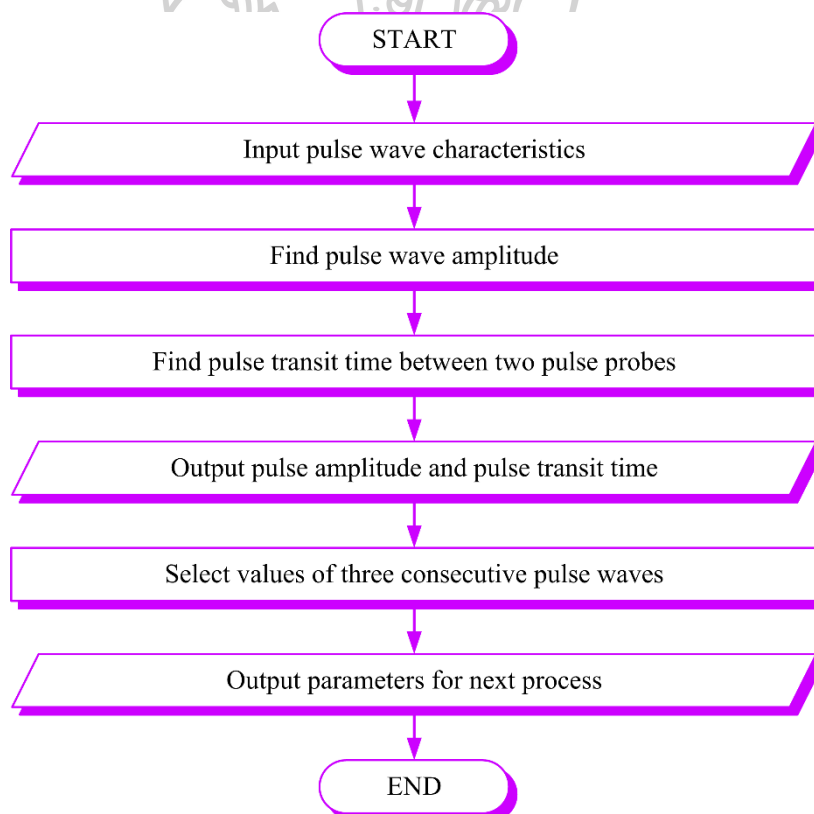 START
Input pulse wave characteristics
Find pulse wave amplitude
Find pulse transit time between two pulse probes
Output pulse amplitude and pulse transit time
Select values of three consecutive pulse waves
Output parameters for next process
END